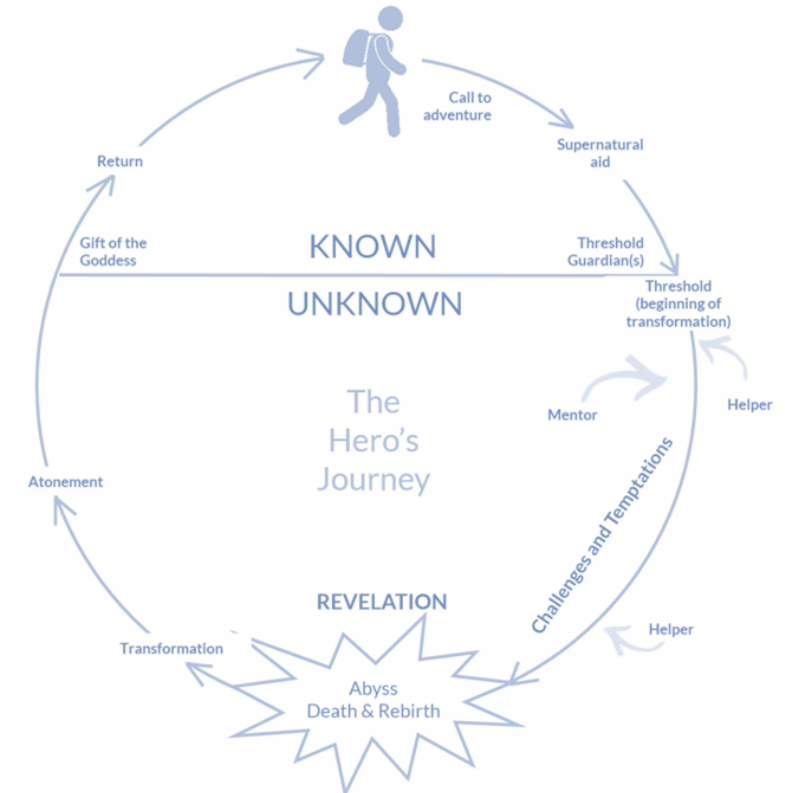 Call to
adventure
Supernatural
aid
Return
Gift of the
Goddess
KNOWN
Threshold
Guardian(s)
UNKNOWN
Threshold
(beginning of
transformation)
The
Hero's
Journey
Mentor
Helper
Challenges and Temptations
Atonement
REVELATION
Helper
Transformation
Abyss
Death & Rebirth